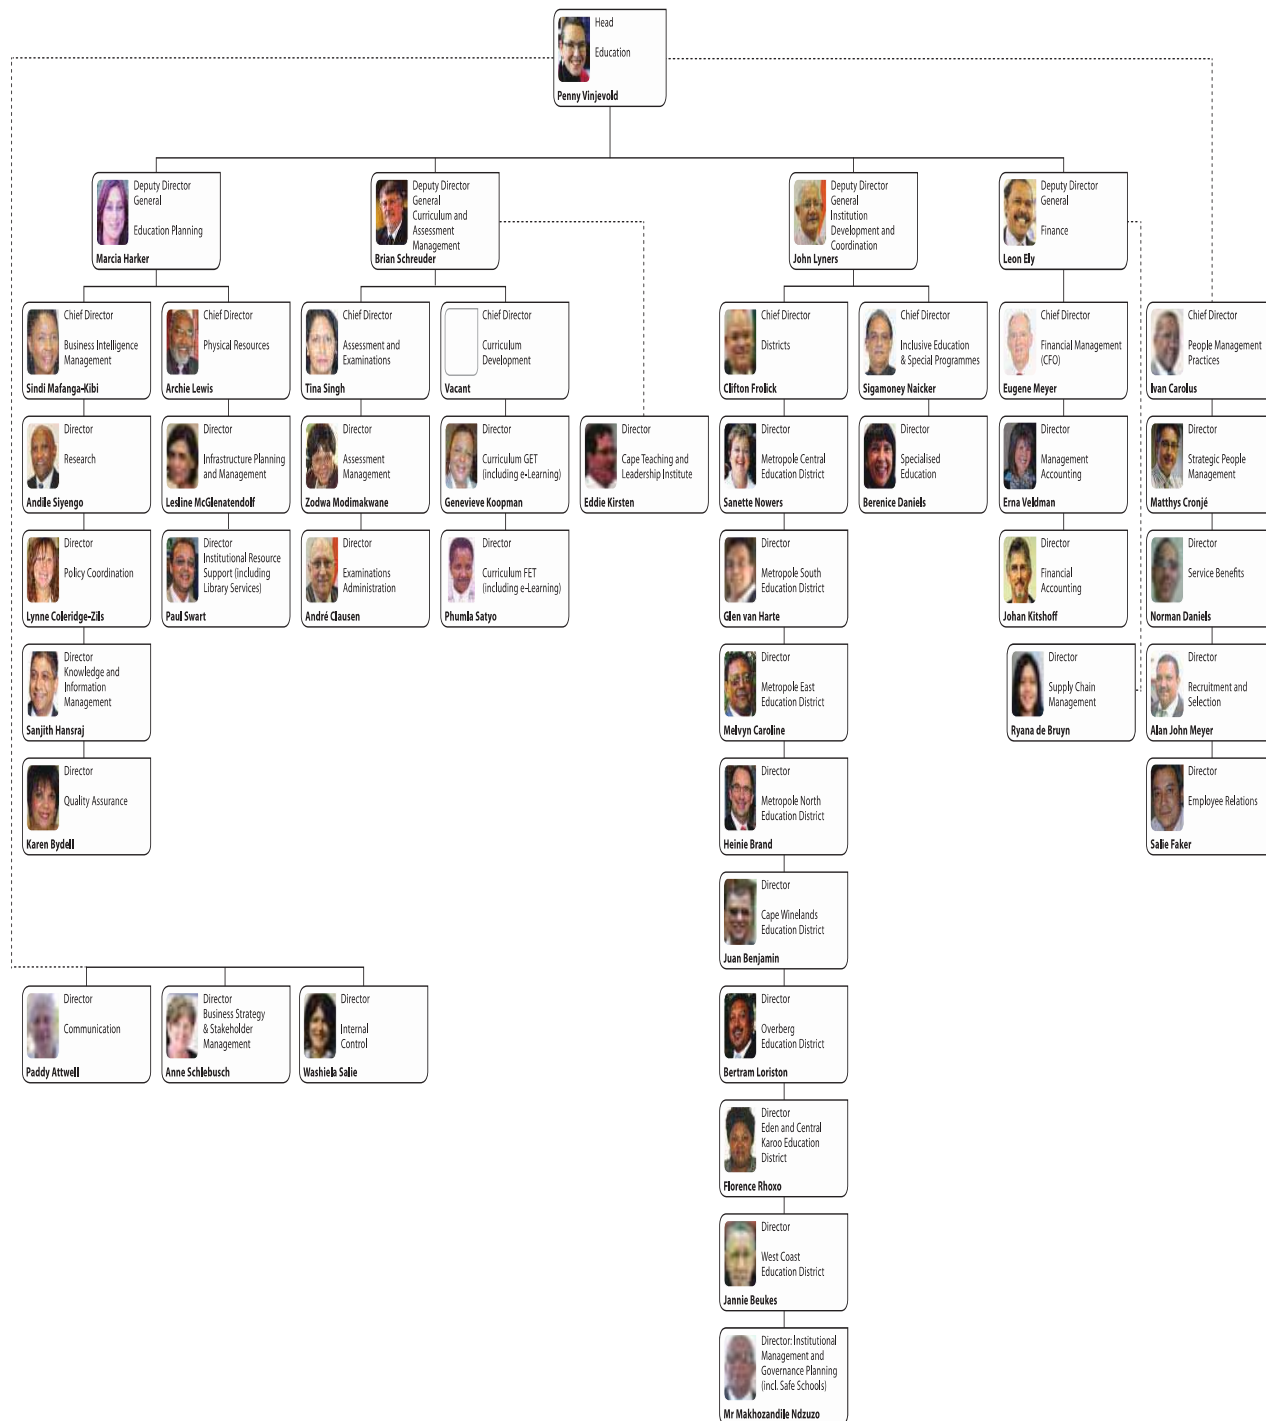 Head
Education
Penny Vinjevold
Deputy Director
General
Education Planning
Marcia Harker
Deputy Director
General
Curriculum and
Assessment
Management
Brian Schreuder
Deputy Director
General
Institution
Development and
Coordination
John Lyners
Deputy Director
General
Finance
Leon Ely
Chief Director
Business Intelligence
Management
Sindi Mafanga-Kibi
Chief Director
Physical Resources
Archie Lewis
Chief Director
Assessment and
Examinations
Tina Singh
Chief Director
Curriculum
Development
Vacant
Chief Director
Districts
Clifton Frolick
Chief Director
Inclusive Education
& Special Programmes
Sigamoney Naicker
Chief Director
Financial Management
(CFO)
Eugene Meyer
Chief Director
People Management
Practices
Ivan Carolus
Director
Research
Andile Siyengo
Director
Infrastructure Planning
and Management
Lesline McGlenatendolf
Director
Assessment
Management
Zodwa Modimakwane
Director
Curriculum GET
(including e-Learning)
Genevieve Koopman
Director
Cape Teaching and
Leadership Institute
Eddie Kirsten
Director
Metropole Central
Education District
Sanette Nowers
Director
Specialised
Education
Berenice Daniels
Director
Management
Accounting
Erna Veldman
Director
Strategic People
Management
Matthys Cronjé
Director
Policy Coordination
Lynne Coleridge-Zils
Director
Institutional Resource
Support (including
Library Services)
Paul Swart
Director
Examinations
Administration
André Clausen
Director
Curriculum FET
(including e-Learning)
Phumla Satyo
Director
Metropole South
Education District
Glen van Harte
Director
Financial
Accounting
Johan Kitshoff
Director
Service Benefits
Norman Daniels
Director
Knowledge and
Information
Management
Sanjith Hansraj
Director
Metropole East
Education District
Melvyn Caroline
Director
Supply Chain
Management
Ryana de Bruyn
Director
Recruitment and
Selection
Alan John Meyer
Director
Quality Assurance
Karen Bydell
Director
Metropole North
Education District
Heinie Brand
Director
Employee Relations
Salie Faker
Director
Cape Winelands
Education District
Juan Benjamin
Director
Communication
Paddy Attwell
Director
Business Strategy
& Stakeholder
Management
Anne Schlebusch
Director
Internal
Control
Washiela Salie
Director
Overberg
Education District
Bertram Loriston
Director
Eden and Central
Karoo Education
District
Florence Rhoxo
Director
West Coast
Education District
Jannie Beukes
Director: Institutional
Management and
Governance Planning
(incl. Safe Schools)
Mr Makhozandile Ndzuzo